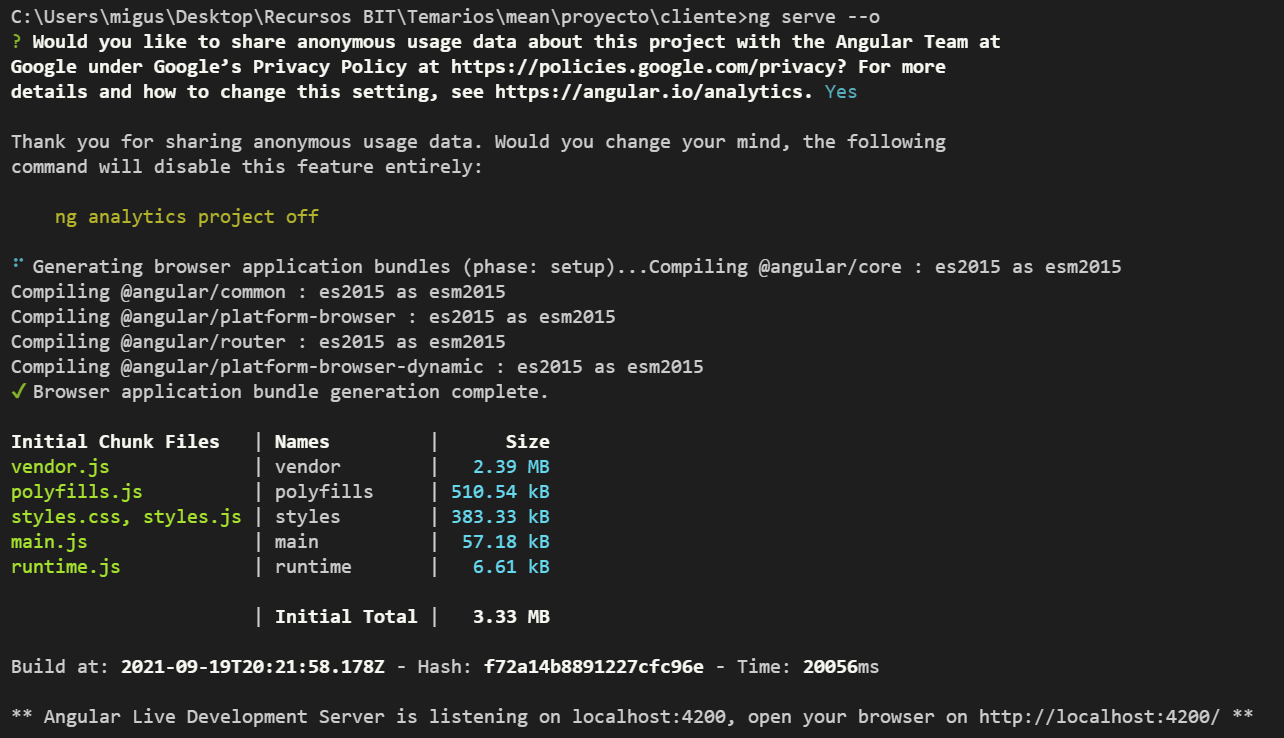 C:\Users\migus\Desktop\Recursos BIT\Temarios\mean\proyecto\cliente>ng serve --o
? Would you like to share anonymous usage data about this project with the Angular Team at
Google under Google’s Privacy Policy at https://policies.google.com/privacy? For more
details and how to change this setting, see https://angular.io/analytics. Yes
Thank you for sharing anonymous usage data. Would you change your mind, the following
command will disable this feature entirely:
ng analytics project off
⠋ Generating browser application bundles (phase: setup)...Compiling @angular/core : es2015 as esm2015
Compiling @angular/common : es2015 as esm2015
Compiling @angular/platform-browser : es2015 as esm2015
Compiling @angular/router : es2015 as esm2015
Compiling @angular/platform-browser-dynamic : es2015 as esm2015
✓ Browser application bundle generation complete.
Initial Chunk Files | Names | Size
vendor.js | vendor | 2.39 MB
polyfills.js | polyfills | 510.54 kB
styles.css, styles.js | styles | 383.33 kB
main.js | main | 57.18 kB
runtime.js | runtime | 6.61 kB
| Initial Total | 3.33 MB
Build at: 2021-09-19T20:21:58.178Z - Hash: f72a14b8891227cfc96e - Time: 20056ms
** Angular Live Development Server is listening on localhost:4200, open your browser on http://localhost:4200/ **